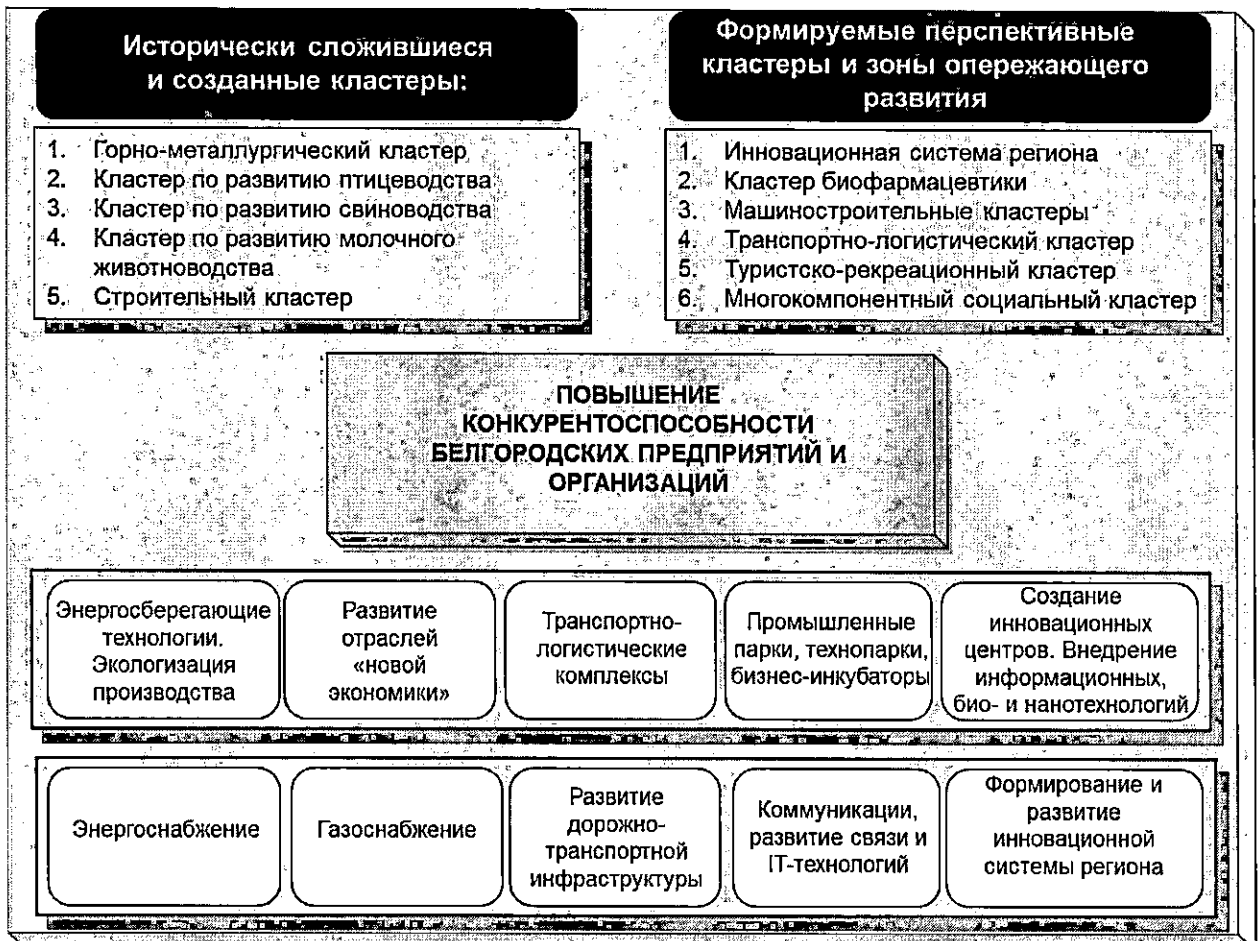 Исторически сложившиеся
и созданные кластеры:
1. Горно-металлургический кластер
2. Кластер по развитию птицеводства
3. Кластер по развитию свиноводства
4. Кластер по развитию молочного
животноводства
5. Строительный кластер
Формируемые перспективные
кластеры и зоны опережающего
развития
1. Инновационная система региона
2. Кластер биофармацевтики
3. Машиностроительные кластеры
4. Транспортно-логистический кластер
5. Туристско-рекреационный кластер
6. Многокомпонентный социальный кластер
ПОВЫШЕНИЕ
КОНКУРЕНТОСПОСОБНОСТИ
БЕЛГОРОДСКИХ ПРЕДПРИЯТИЙ И
ОРГАНИЗАЦИЙ
Энергосберегающие
технологии.
Экологизация
производства
Развитие
отраслей
«новой
экономики»
Транспортно-
логистические
комплексы
Промышленные
парки, технопарки,
бизнес-инкубаторы
Создание
инновационных
центров. Внедрение
информационных,
био- и нанотехнологий
Энергоснабжение
Газоснабжение
Развитие
дорожно-
транспортной
инфраструктуры
Коммуникации,
развитие связи и
IT-технологий
Формирование и
развитие
инновационной
системы региона